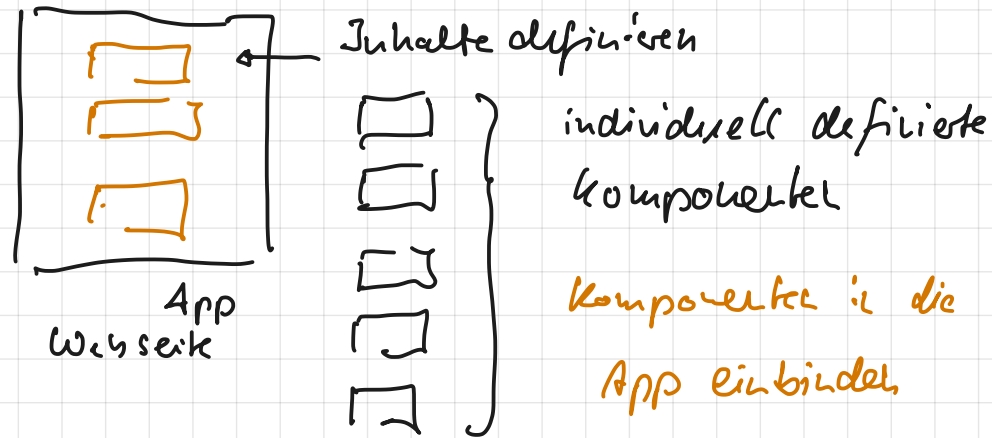 Inhalte definieren
individuell definierte
Komponenten
App
Webseite
Komponenten in die
App einbinden